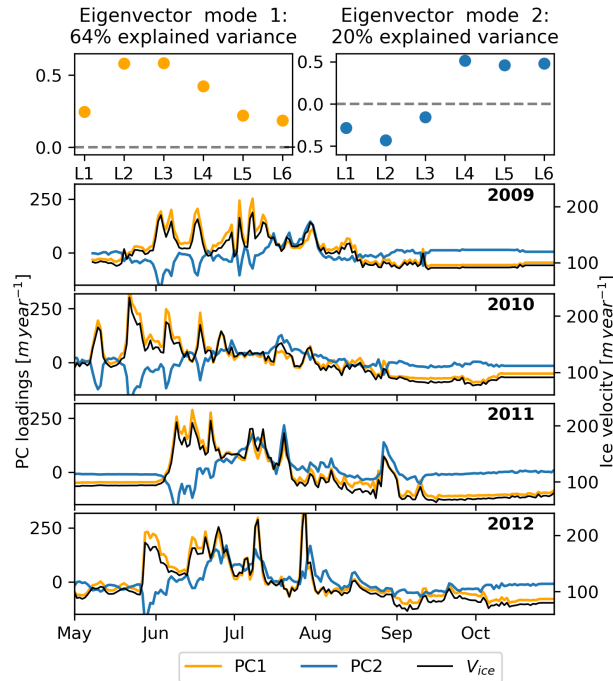 Eigenvector mode 1:
64% explained variance
Eigenvector mode 2:
20% explained variance
0.5
0.0
L1 L2 L3 L4 L5 L6
0.5
0.0
0.5
L1 L2 L3 L4 L5 L6
PC loadings [m year⁻¹]
Ice velocity [m year⁻¹]
2009
250
0
200
100
2010
250
0
200
100
2011
250
0
200
100
2012
250
0
200
100
May Jun Jul Aug Sep Oct
PC1 PC2 V_ice